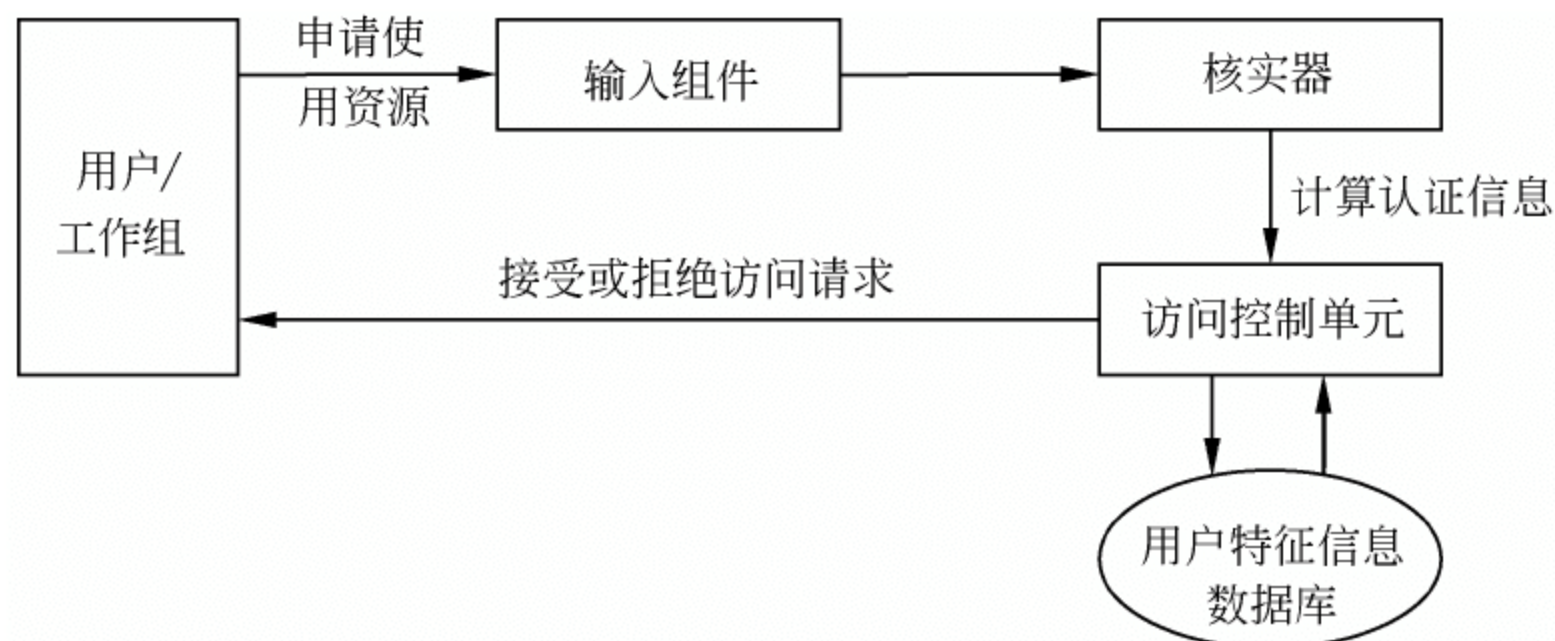 申请使
用资源
输入组件
核实器
用户/
工作组
计算认证信息
接受或拒绝访问请求
访问控制单元
用户特征信息
数据库